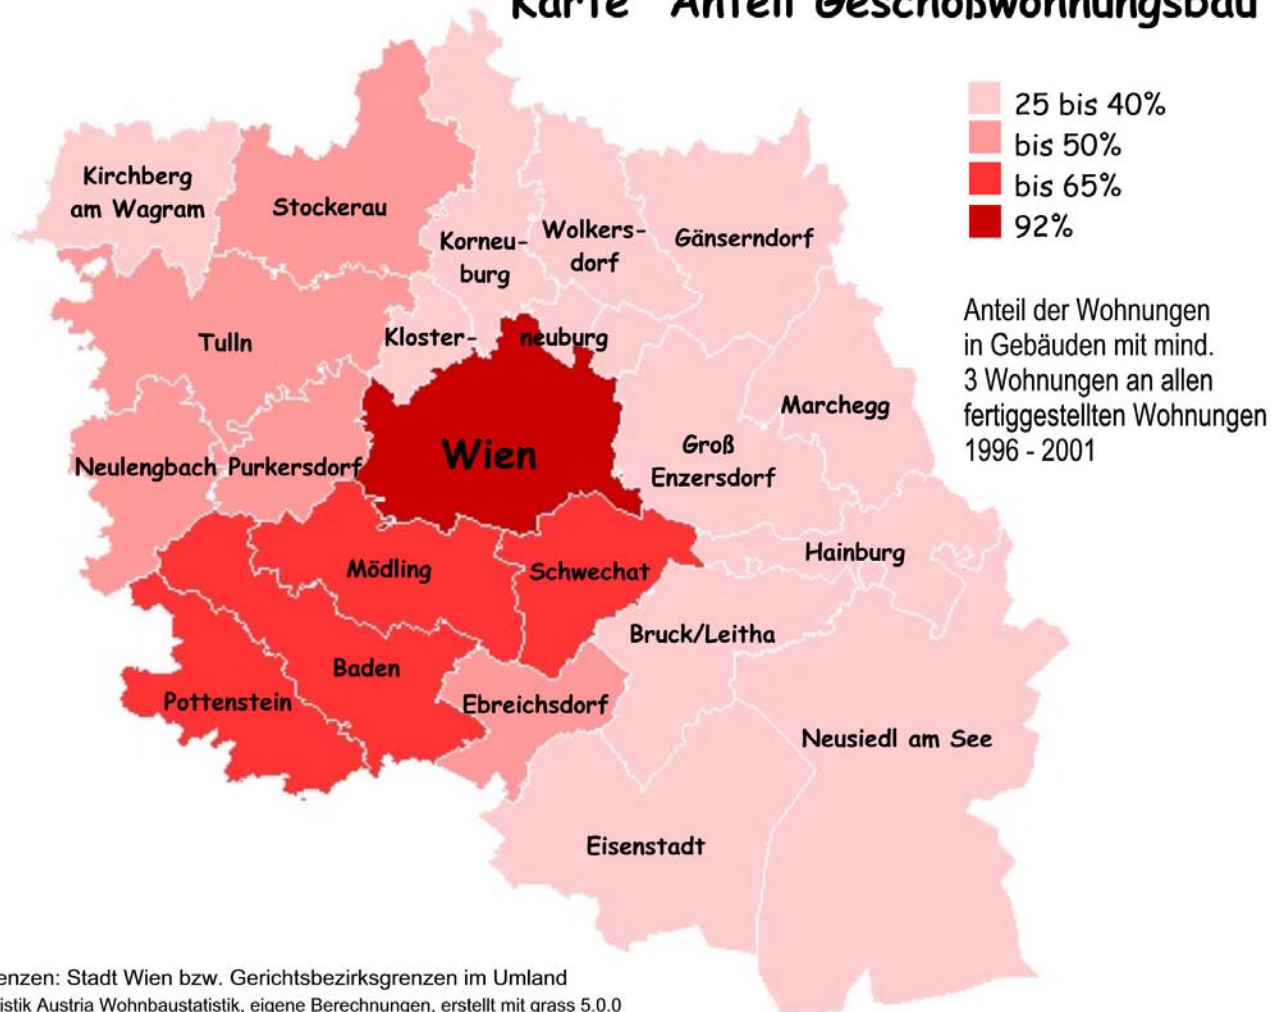 Karte "Anteil Geschoßwohnungsbau"
25 bis 40%
bis 50%
bis 65%
92%
Anteil der Wohnungen
in Gebäuden mit mind.
3 Wohnungen an allen
fertiggestellten Wohnungen
1996 - 2001
Kirchberg
am Wagram
Stockerau
Korneu-
burg
Wolkers-
dorf
Gänserndorf
Tulln
Kloster-
neuburg
Marchegg
Neulengbach
Purkersdorf
Wien
Groß
Enzersdorf
Mödling
Schwechat
Hainburg
Bruck/Leitha
Baden
Pottenstein
Ebreichsdorf
Neusiedl am See
Eisenstadt
enzen: Stadt Wien bzw. Gerichtsbezirksgrenzen im Umland
istik Austria Wohnbaustatistik, eigene Berechnungen, erstellt mit grass 5.0.0